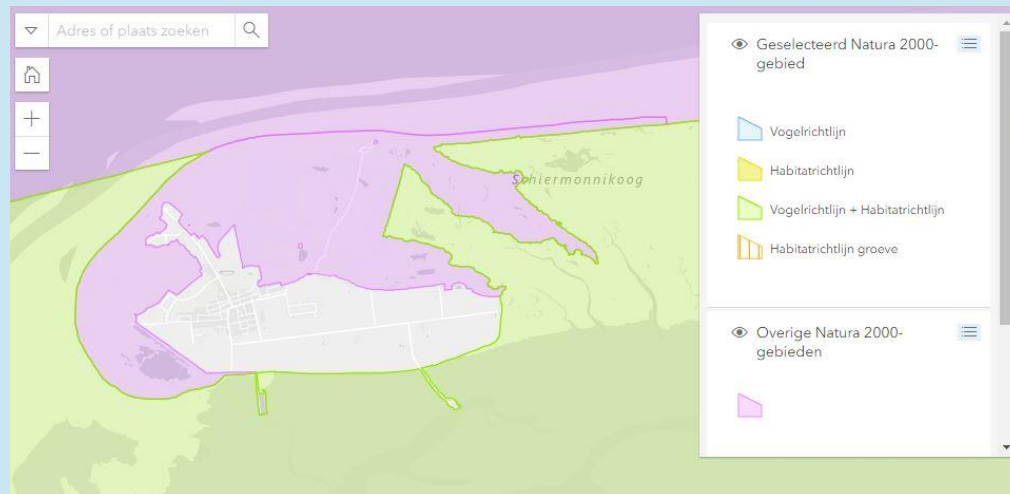 Adres of plaats zoeken
Geselecteerd Natura 2000-
gebied
Vogelrichtlijn
Habitatrichtlijn
Vogelrichtlijn + Habitatrichtlijn
Habitatrichtlijn groeve
Schiermonnikoog
Overige Natura 2000-
gebieden